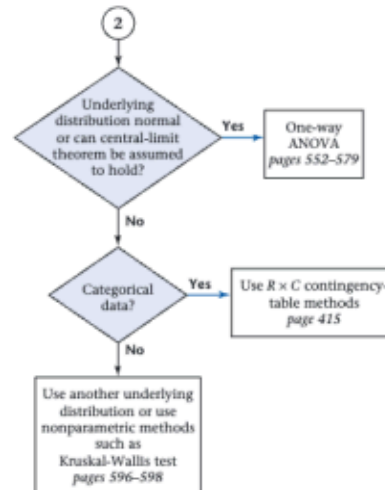 2
Underlying
distribution normal
or can central-limit
theorem be assumed
to hold?
Yes
One-way
ANOVA
pages 552–579
No
Categorical
data?
Yes
Use R × C contingency-
table methods
page 415
No
Use another underlying
distribution or use
nonparametric methods
such as
Kruskal-Wallis test
pages 596–598